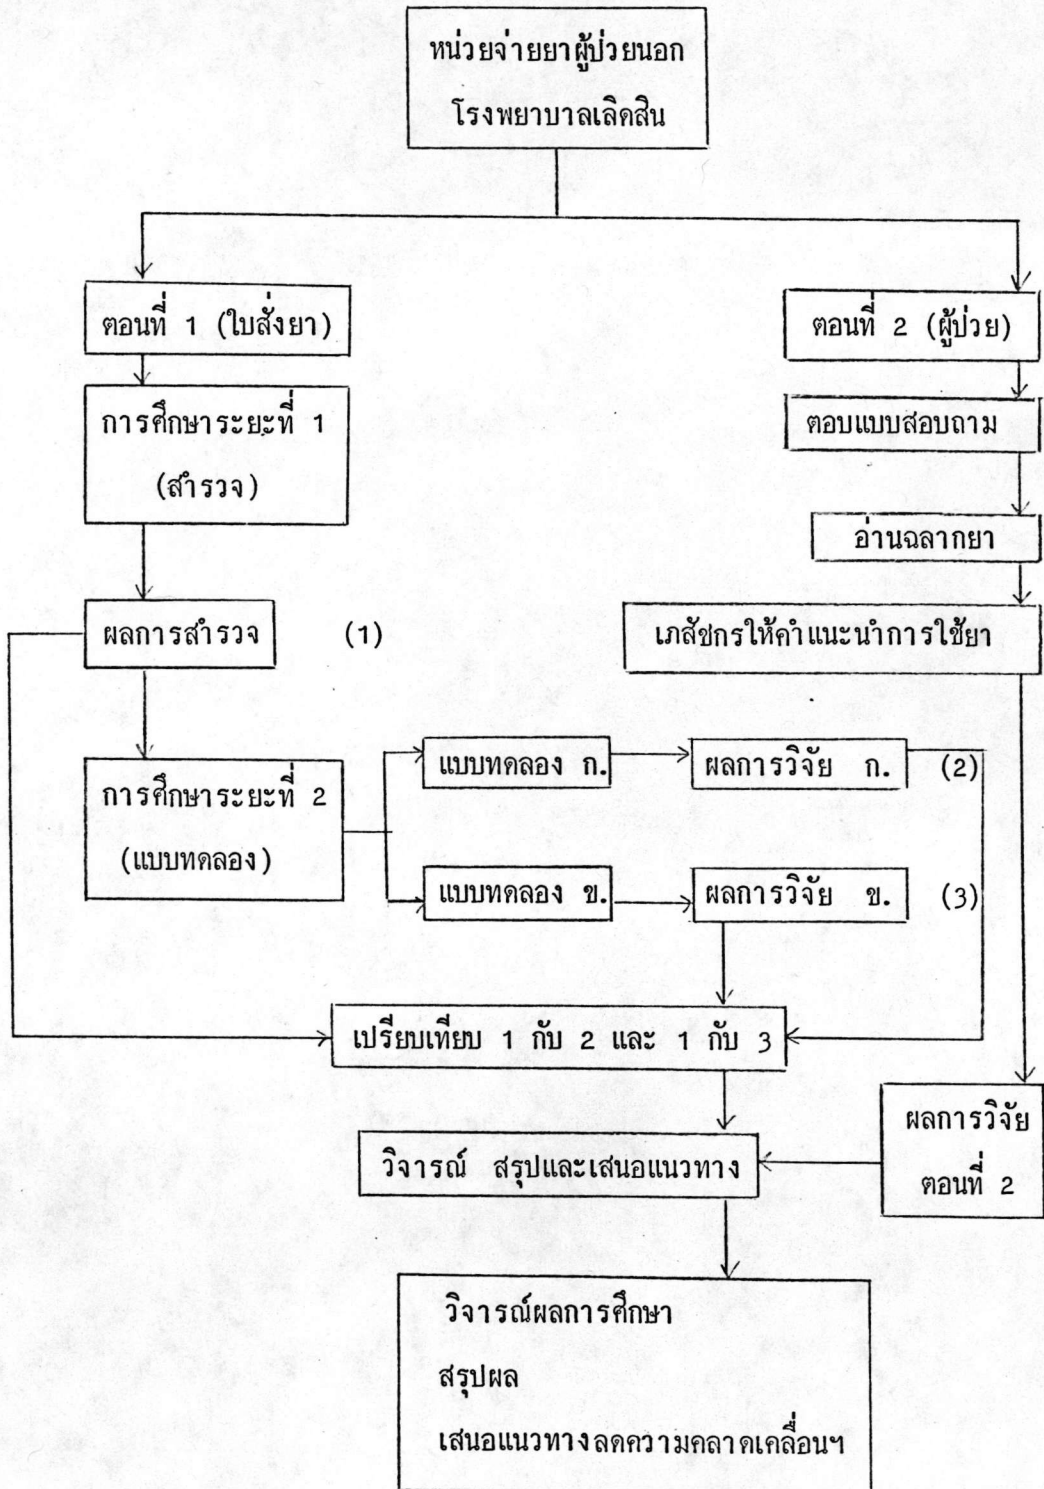 หน่วยจ่ายยาผู้ป่วยนอก
โรงพยาบาลเลิดสิน
ตอนที่ 1 (ใบสั่งยา)
ตอนที่ 2 (ผู้ป่วย)
การศึกษาระยะที่ 1
(สำรวจ)
ตอบแบบสอบถาม
อ่านฉลากยา
ผลการสำรวจ (1)
เภสัชกรให้คำแนะนำการใช้ยา
การศึกษาระยะที่ 2
(แบบทดลอง)
แบบทดลอง ก.
ผลการวิจัย ก. (2)
แบบทดลอง ข.
ผลการวิจัย ข. (3)
เปรียบเทียบ 1 กับ 2 และ 1 กับ 3
ผลการวิจัย
ตอนที่ 2
วิจารณ์ สรุปและเสนอแนวทาง
วิจารณ์ผลการศึกษา
สรุปผล
เสนอแนวทางลดความคลาดเคลื่อนฯ